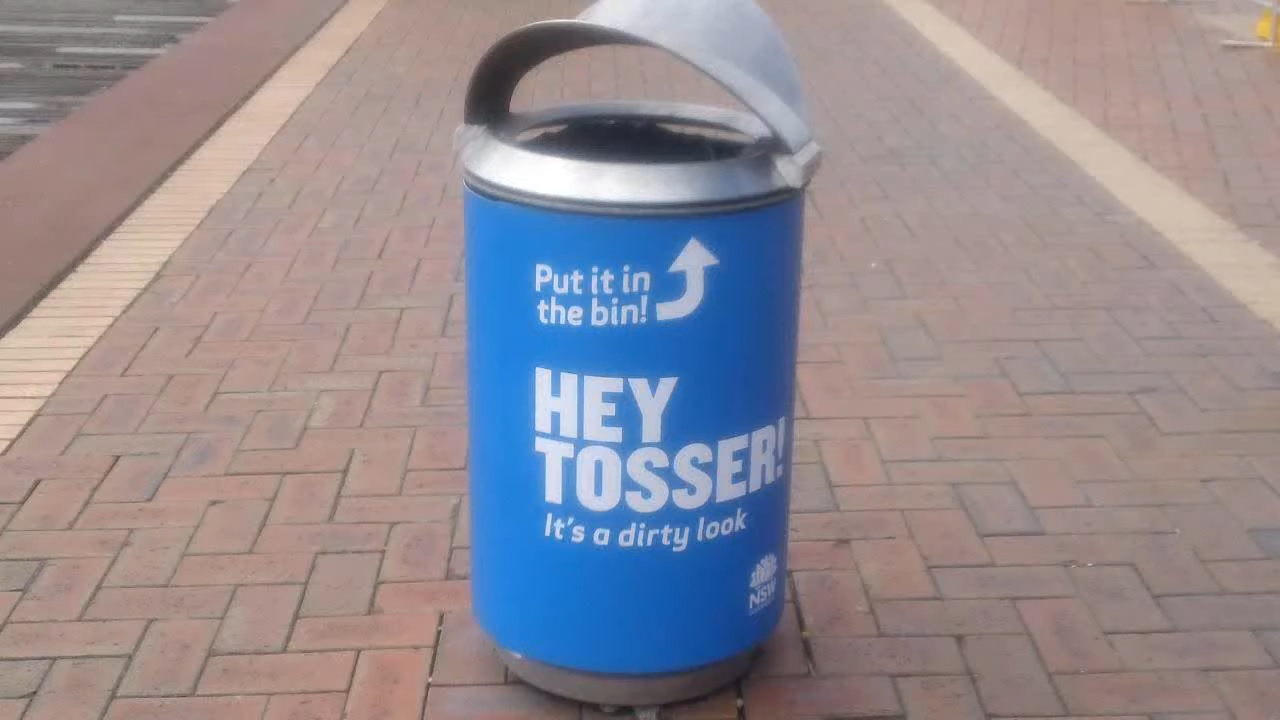 Put it in
the bin!
HEY
TOSSER!
It's a dirty look
NSW